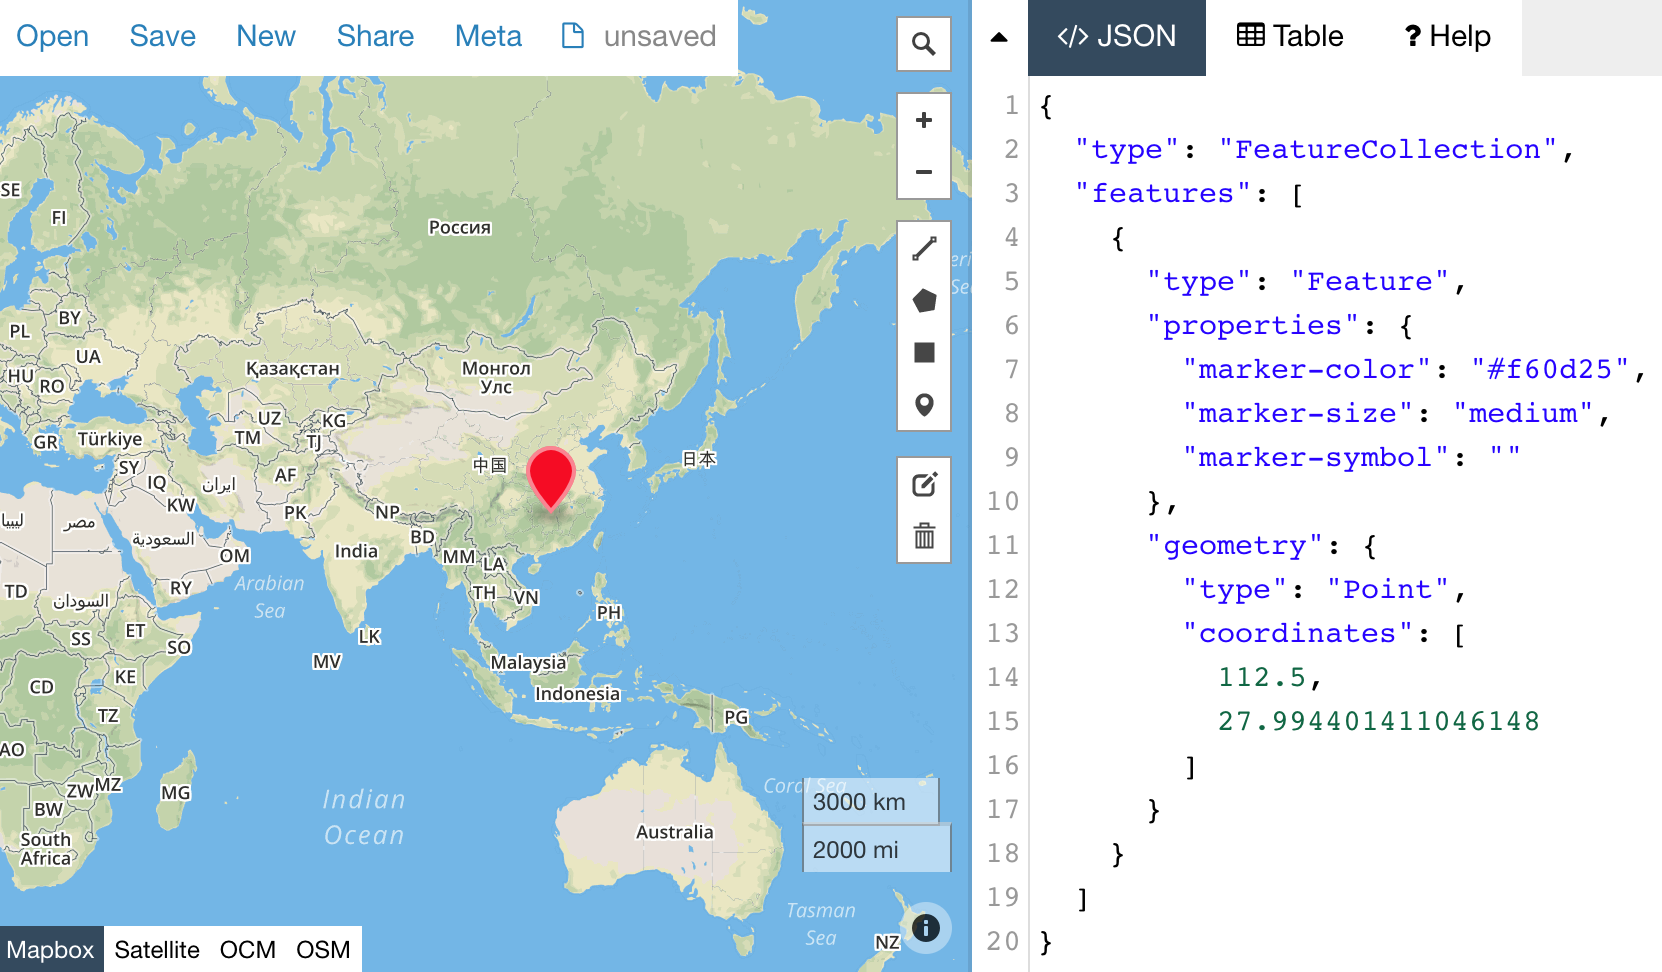 Open Save New Share Meta unsaved
SE
FI
Россия
PL
BY
UA
HU
RO
Қазақстан
Монгол
Улс
UZ
KG
GR
Türkiye
TM
TJ
SY
中国
日本
IQ
ایران
AF
KW
PK
NP
ليبيا
مصر
السعودية
BD
OM
India
MM
LA
TD
RY
Arabian
Sea
السودان
TH
VN
PH
SS
ET
SO
LK
MV
Malaysia
CD
KE
Indonesia
TZ
PG
AO
ZW
MZ
MG
BW
Indian
Ocean
Coral Sea
3000 km
2000 mi
South
Africa
Australia
Tasman
Sea
NZ
Mapbox Satellite OCM OSM
</> JSON Table ? Help
1 {
2 "type": "FeatureCollection",
3 "features": [
4 {
5 "type": "Feature",
6 "properties": {
7 "marker-color": "#f60d25",
8 "marker-size": "medium",
9 "marker-symbol": ""
10 },
11 "geometry": {
12 "type": "Point",
13 "coordinates": [
14 112.5,
15 27.994401411046148
16 ]
17 }
18 }
19 ]
20 }